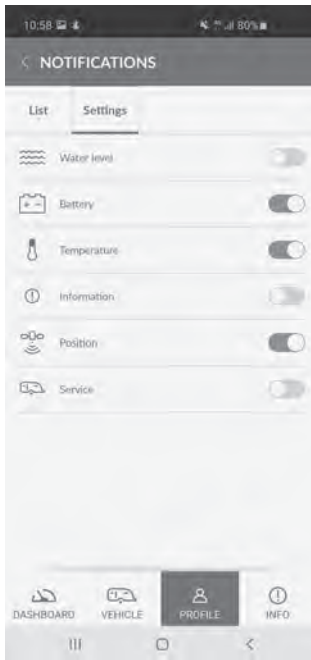 10:58 80%
NOTIFICATIONS
List Settings
Water level
Battery
Temperature
Information
Position
Service
DASHBOARD VEHICLE PROFILE INFO